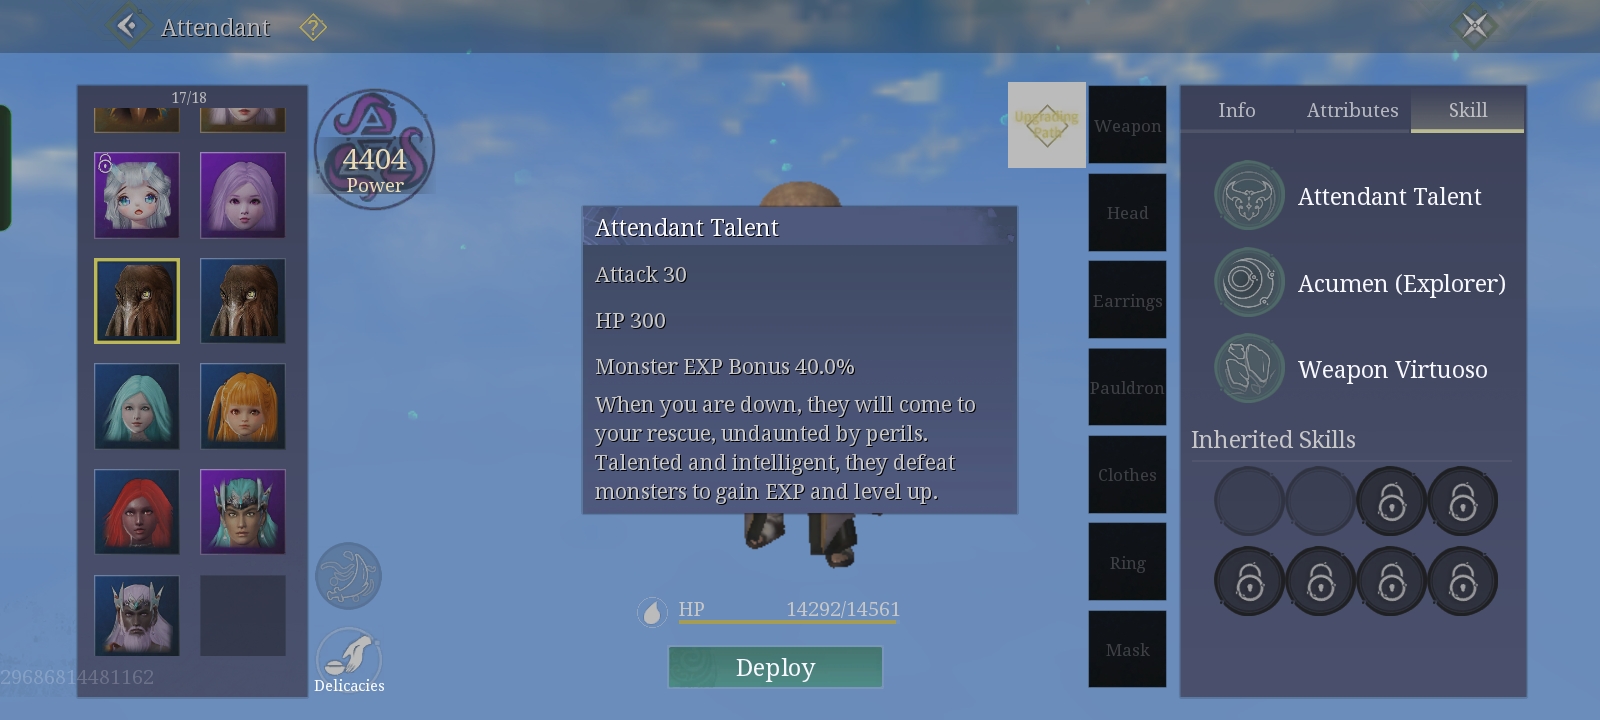 Attendant
?
17/18
4404
Power
Upgrading
Path
Weapon
Head
Earrings
Pauldron
Clothes
Ring
Mask
Info
Attributes
Skill
Attendant Talent
Acumen (Explorer)
Weapon Virtuoso
Inherited Skills
Attendant Talent
Attack 30
HP 300
Monster EXP Bonus 40.0%
When you are down, they will come to
your rescue, undaunted by perils.
Talented and intelligent, they defeat
monsters to gain EXP and level up.
HP 14292/14561
Deploy
Delicacies
29686814481162